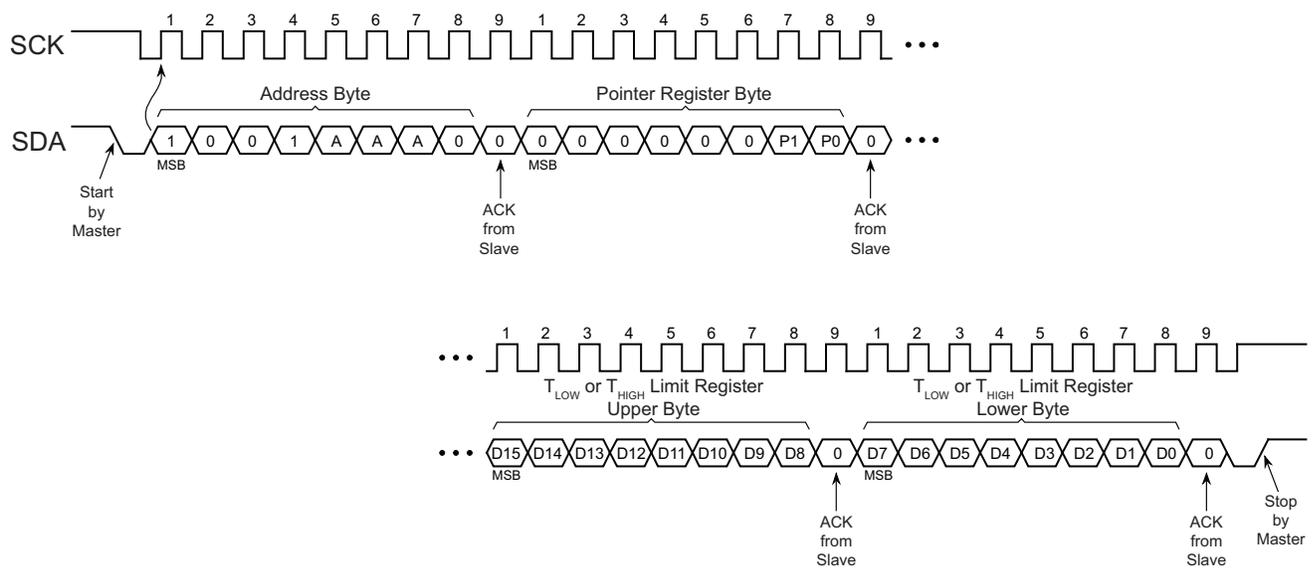 1 2 3 4 5 6 7 8 9 1 2 3 4 5 6 7 8 9
SCK
Address Byte Pointer Register Byte
SDA 1 0 0 1 A A A 0 0 0 0 0 0 0 0 P1 P0 0
MSB MSB
Start
by
Master
ACK
from
Slave
ACK
from
Slave
1 2 3 4 5 6 7 8 9 1 2 3 4 5 6 7 8 9
TLOW or THIGH Limit Register
Upper Byte
TLOW or THIGH Limit Register
Lower Byte
D15 D14 D13 D12 D11 D10 D9 D8 0 D7 D6 D5 D4 D3 D2 D1 D0 0
MSB MSB
ACK
from
Slave
ACK
from
Slave
Stop
by
Master